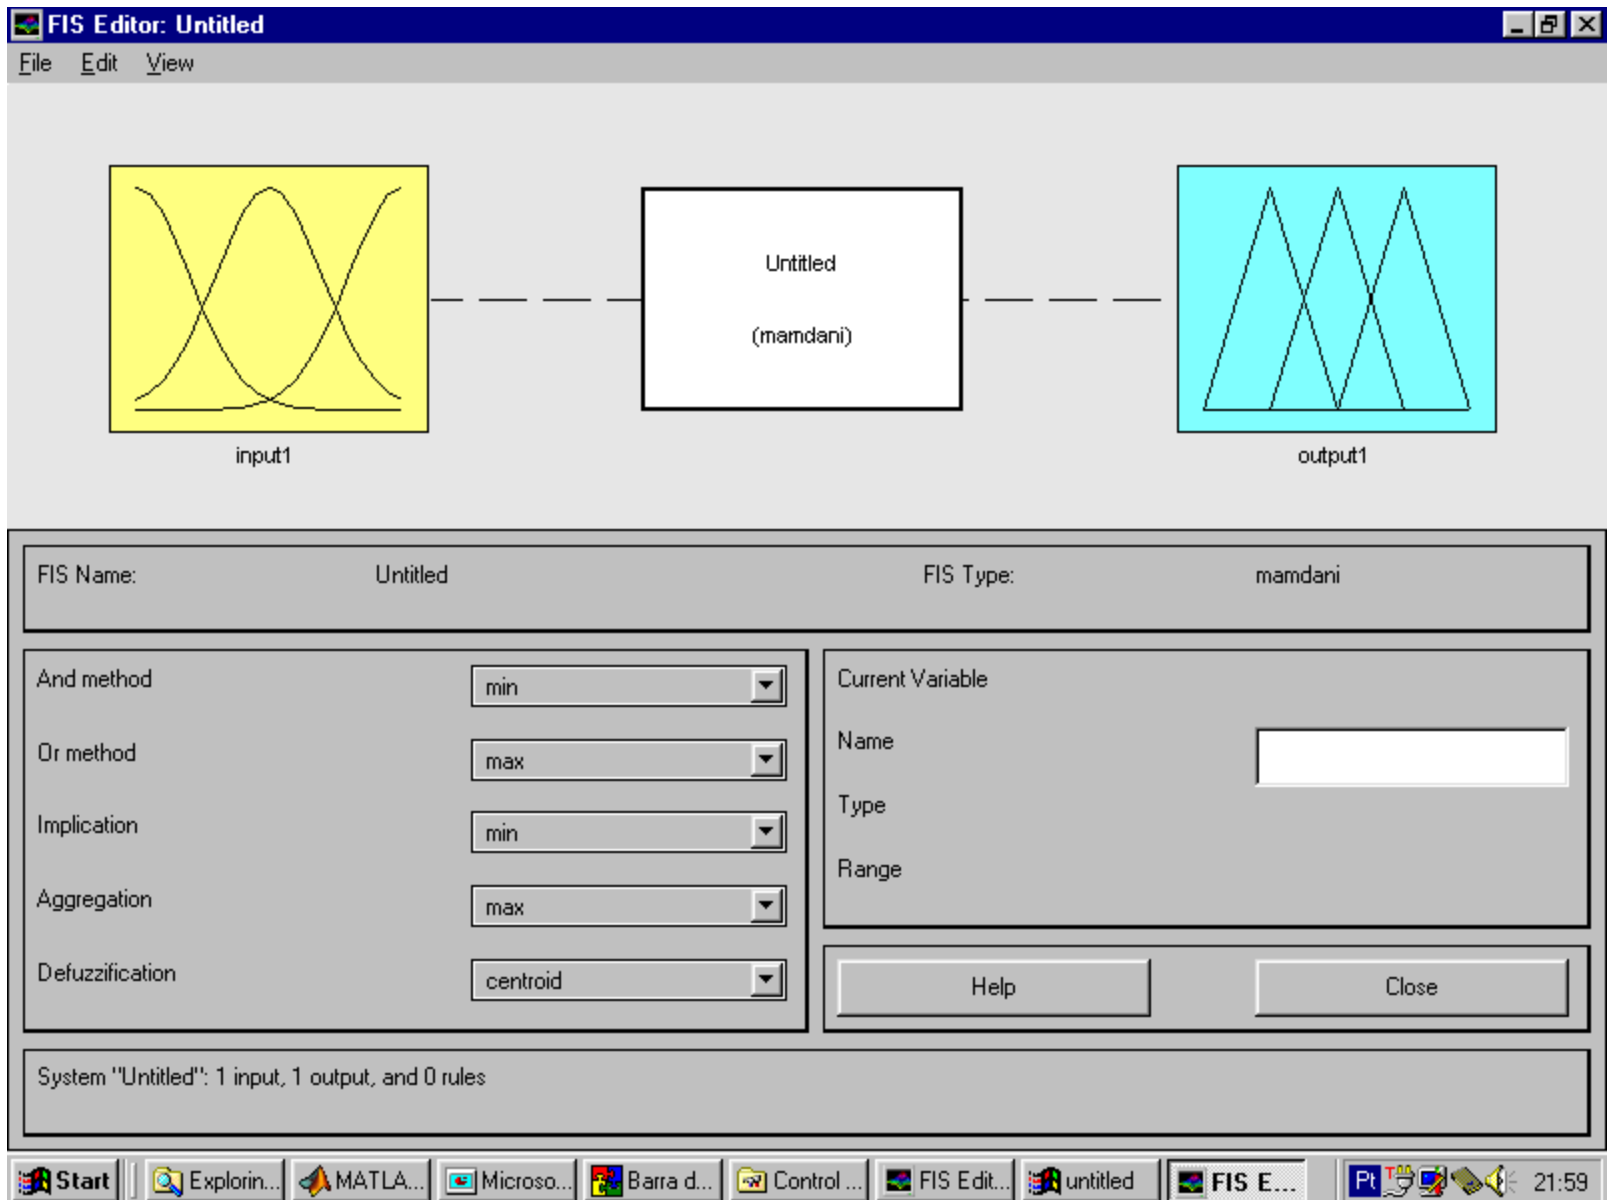 FIS Editor: Untitled
File Edit View
Untitled
(mamdani)
input1
output1
FIS Name: Untitled FIS Type: mamdani
And method min
Or method max
Implication min
Aggregation max
Defuzzification centroid
Current Variable
Name
Type
Range
Help Close
System "Untitled": 1 input, 1 output, and 0 rules
Start Explorin... MATLA... Microso... Barra d... Control ... FIS Edit... untitled FIS E... Pt 21:59